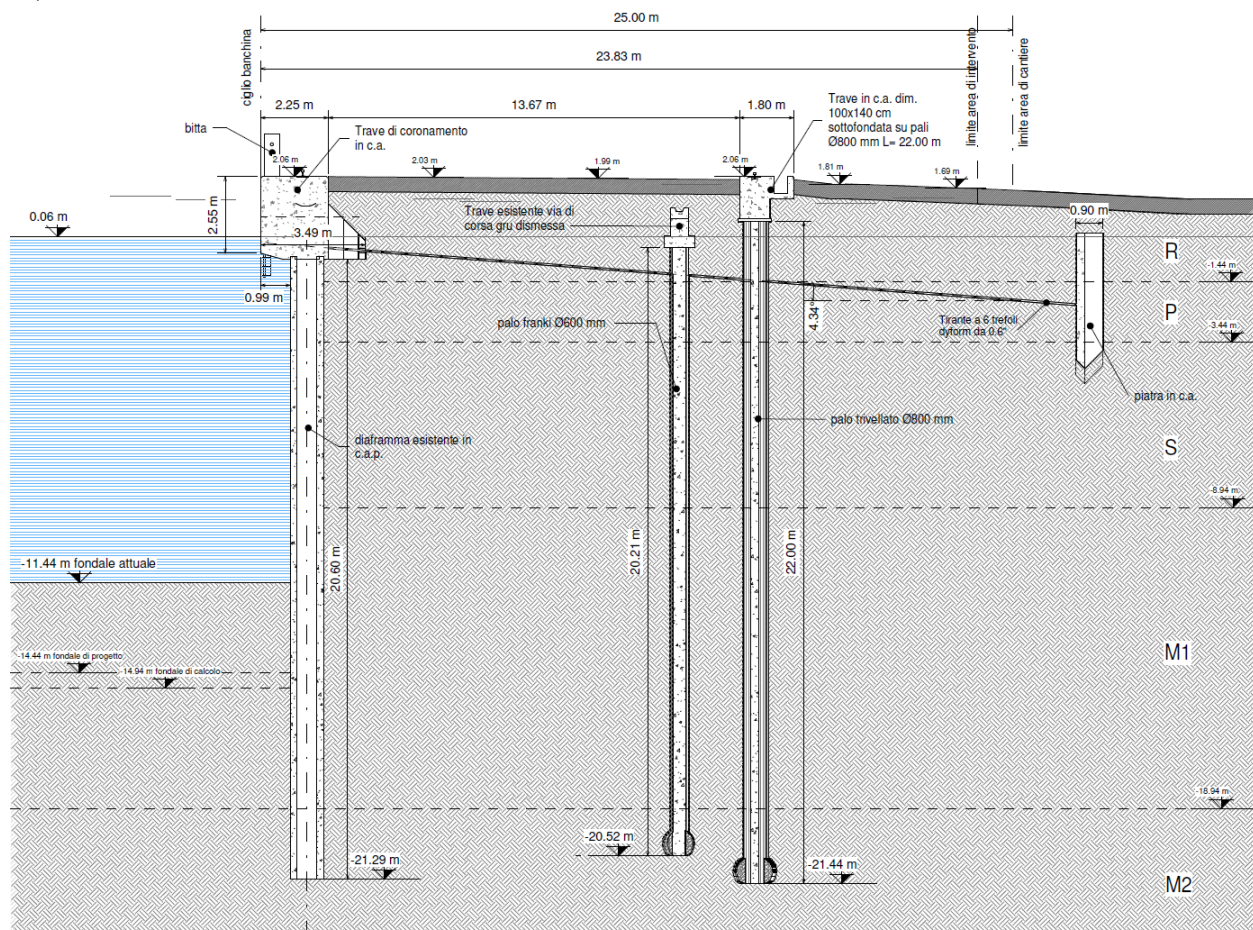 25.00 m
23.83 m
ciglio banchina
limite area di intervento
limite area di cantiere
2.25 m
13.67 m
1.80 m
Trave in c.a. dim.
100x140 cm
sottofondata su pali
Ø800 mm L= 22.00 m
bitta
Trave di coronamento
in c.a.
2.06 m
2.03 m
1.99 m
2.06 m
1.81 m
1.69 m
0.06 m
2.55 m
3.49 m
Trave esistente via di
corsa gru dismessa
0.90 m
R
-1.44 m
0.99 m
4.34°
Tirante a 6 trefoli
dyform da 0.6"
P
-3.44 m
palo franki Ø600 mm
piatra in c.a.
palo trivellato Ø800 mm
diaframma esistente in
c.a.p.
S
-8.94 m
-11.44 m fondale attuale
20.60 m
20.21 m
22.00 m
-14.44 m fondale di progetto
-14.94 m fondale di calcolo
M1
-18.94 m
-20.52 m
-21.29 m
-21.44 m
M2